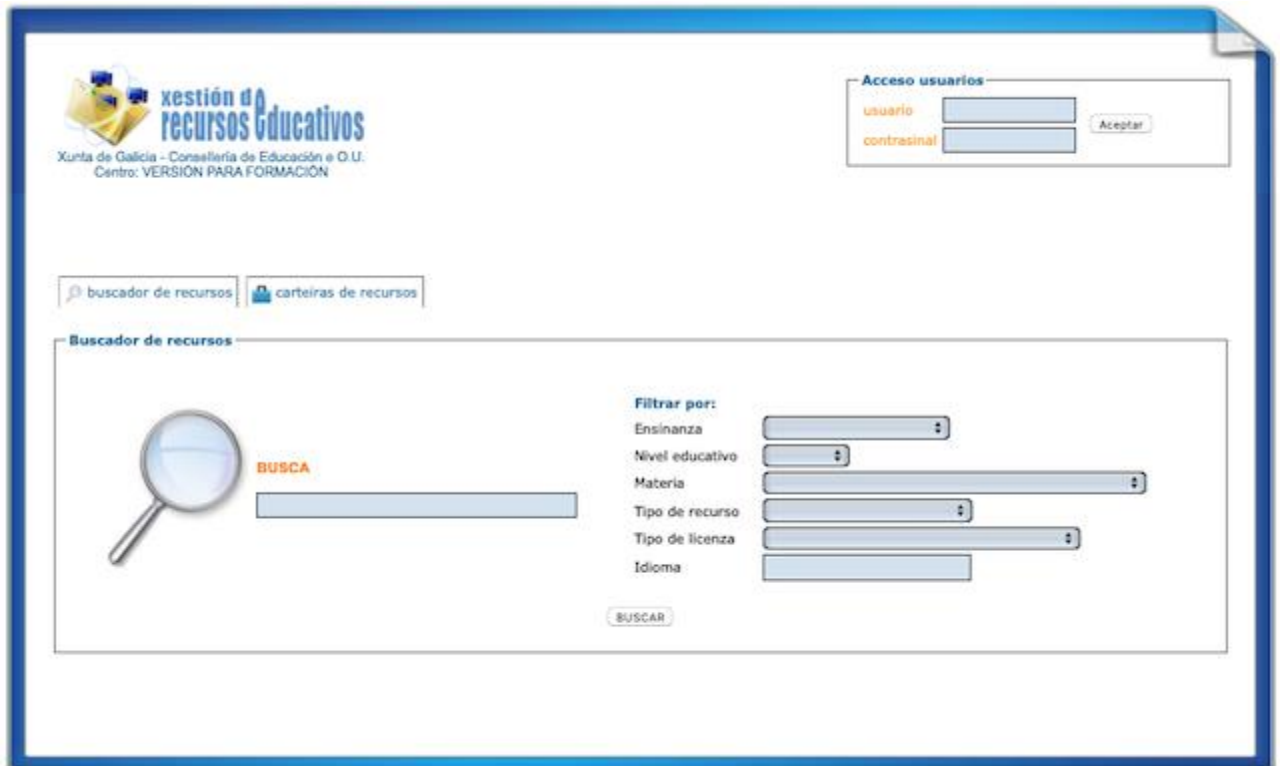 xestión de
recursos educativos
Xunta de Galicia - Consellería de Educación e O.U.
Centro: VERSIÓN PARA FORMACIÓN
Acceso usuarios
usuario
contrasinal
Aceptar
buscador de recursos
carteiras de recursos
Buscador de recursos
BUSCA
Filtrar por:
Ensinanza
Nivel educativo
Materia
Tipo de recurso
Tipo de licenza
Idioma
BUSCAR